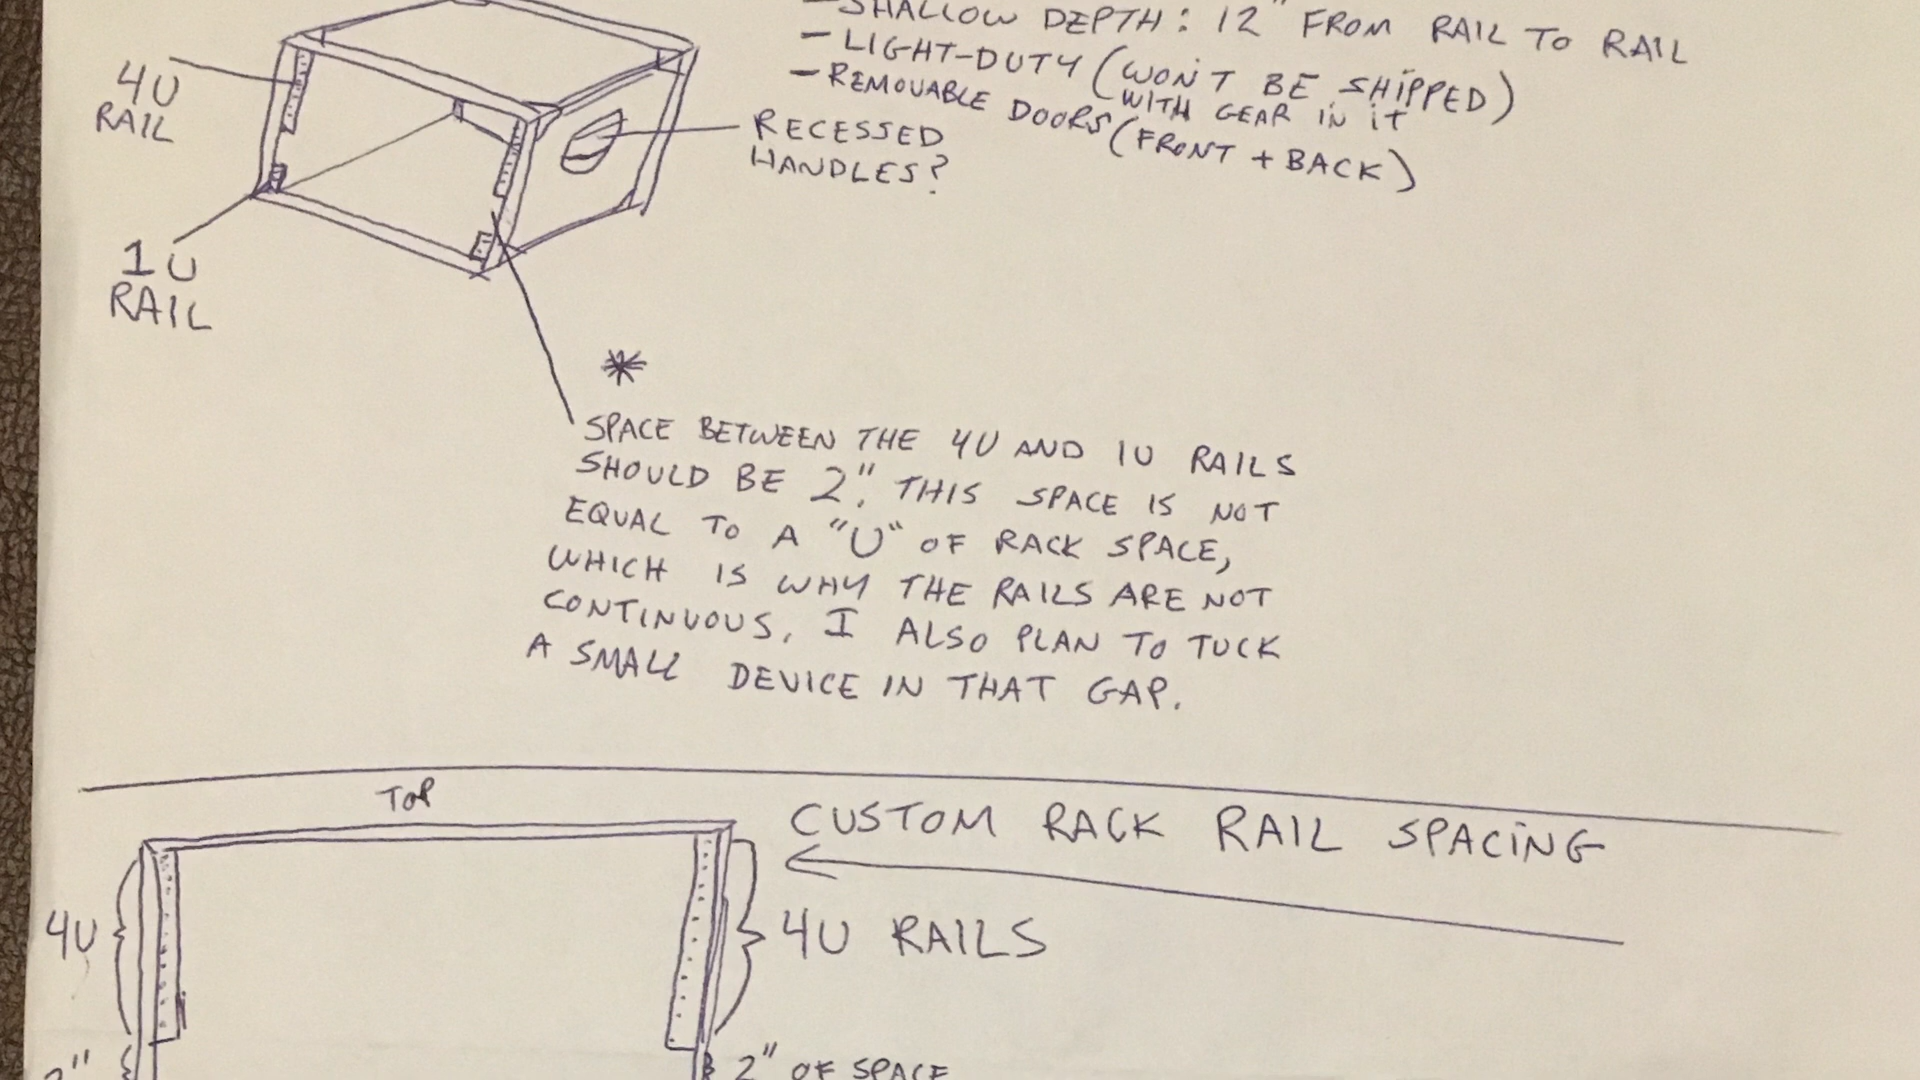 - SHALLOW DEPTH: 12" FROM RAIL TO RAIL
- LIGHT-DUTY (WON'T BE SHIPPED)
WITH GEAR IN IT
- REMOVABLE DOORS (FRONT + BACK)
4U
RAIL
RECESSED
HANDLES?
1U
RAIL
*
SPACE BETWEEN THE 4U AND 1U RAILS
SHOULD BE 2". THIS SPACE IS NOT
EQUAL TO A "U" OF RACK SPACE,
WHICH IS WHY THE RAILS ARE NOT
CONTINUOUS. I ALSO PLAN TO TUCK
A SMALL DEVICE IN THAT GAP.
TOP
CUSTOM RACK RAIL SPACING
4U
4U RAILS
2"
2" OF SPACE